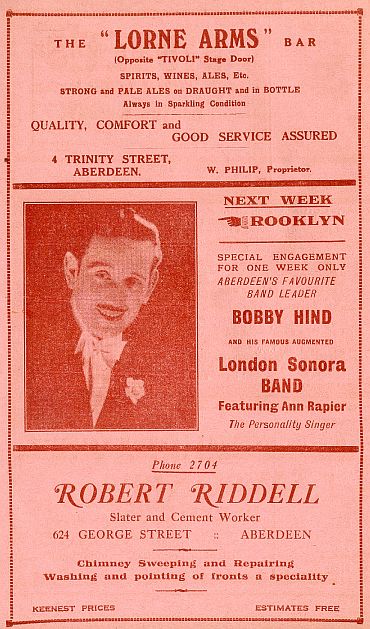 THE "LORNE ARMS" BAR
(Opposite "TIVOLI" Stage Door)
SPIRITS, WINES, ALES, Etc.
STRONG and PALE ALES on DRAUGHT and in BOTTLE
Always in Sparkling Condition
QUALITY, COMFORT and
GOOD SERVICE ASSURED
4 TRINITY STREET,
ABERDEEN.
W. PHILIP, Proprietor.
NEXT WEEK
ROOKLYN
SPECIAL ENGAGEMENT
FOR ONE WEEK ONLY
ABERDEEN'S FAVOURITE
BAND LEADER
BOBBY HIND
AND HIS FAMOUS AUGMENTED
London Sonora
BAND
Featuring Ann Rapier
The Personality Singer
Phone 2704
ROBERT RIDDELL
Slater and Cement Worker
624 GEORGE STREET :: ABERDEEN
Chimney Sweeping and Repairing
Washing and pointing of fronts a speciality
KEENEST PRICES
ESTIMATES FREE